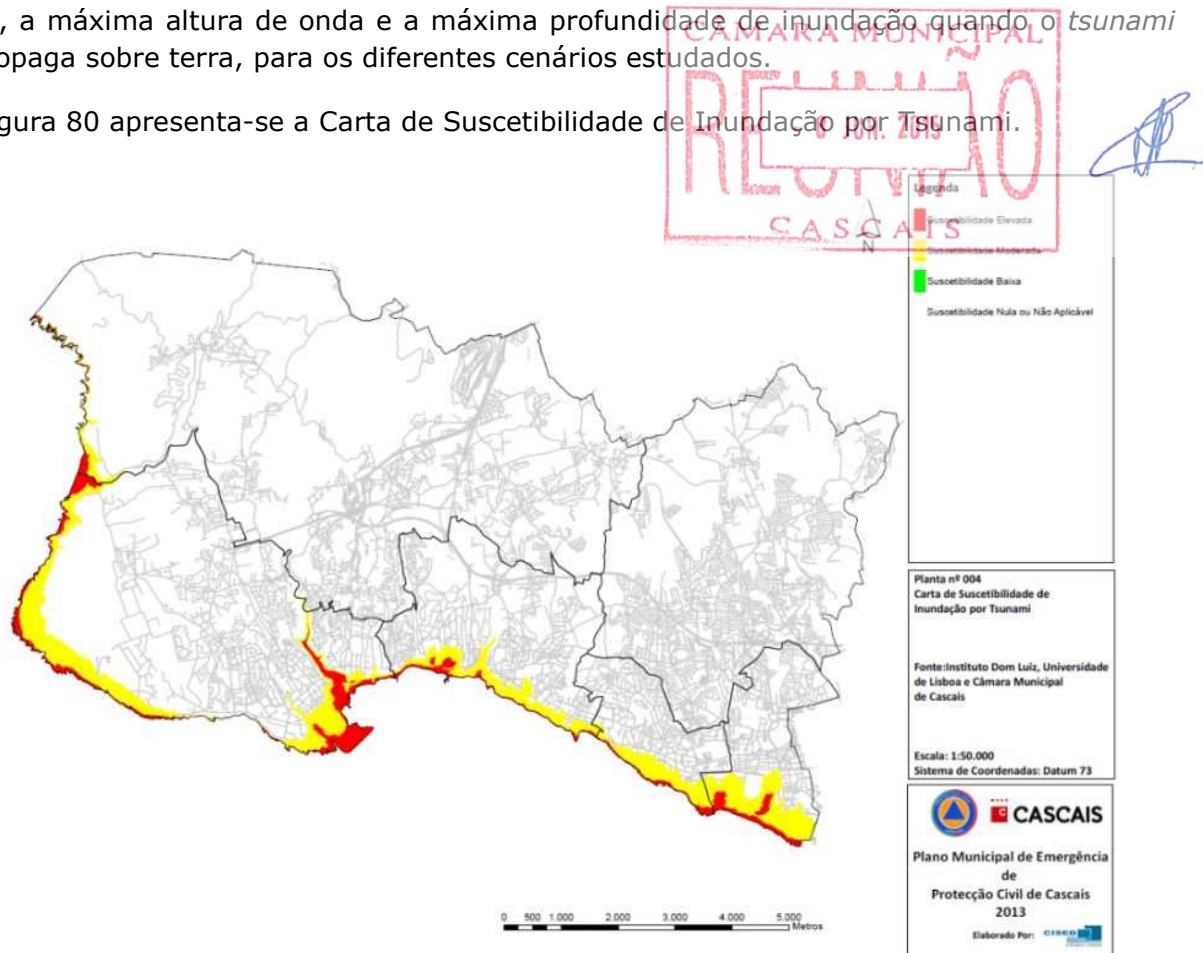 , a máxima altura de onda e a máxima profundidade de inundação quando o tsunami
opaga sobre terra, para os diferentes cenários estudados.
gura 80 apresenta-se a Carta de Suscetibilidade de Inundação por Tsunami.
CÂMARA MUNICIPAL
REUNIÃO
CASCAIS
N
Legenda
Suscetibilidade Elevada
Suscetibilidade Moderada
Suscetibilidade Baixa
Suscetibilidade Nula ou Não Aplicável
Planta nº 004
Carta de Suscetibilidade de
Inundação por Tsunami
Fonte:Instituto Dom Luiz, Universidade
de Lisboa e Câmara Municipal
de Cascais
Escala: 1:50.000
Sistema de Coordenadas: Datum 73
CASCAIS
Plano Municipal de Emergência
de
Protecção Civil de Cascais
2013
Elaborado Por:
0 500 1.000 2.000 3.000 4.000 5.000
Metros